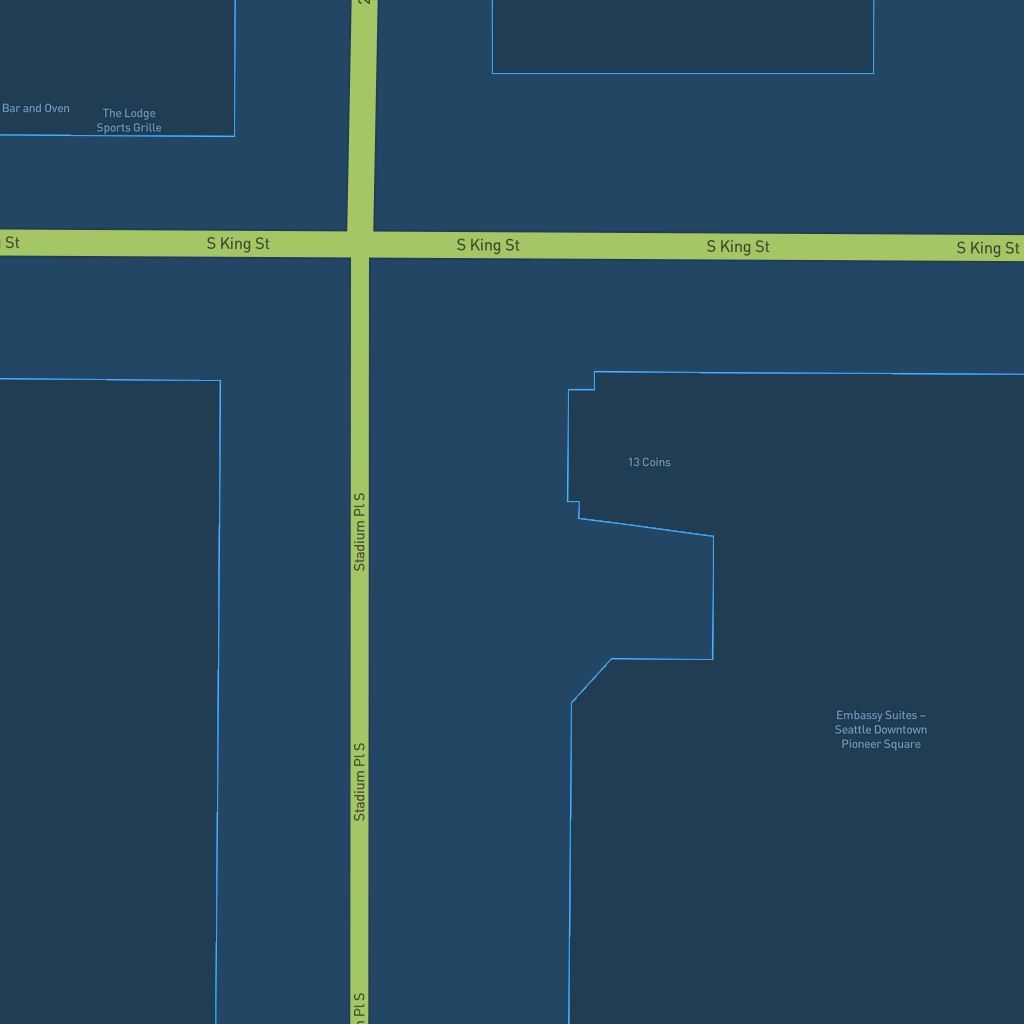 Bar and Oven
The Lodge
Sports Grille
St
S King St
S King St
S King St
S King St
13 Coins
Stadium Pl S
Embassy Suites –
Seattle Downtown
Pioneer Square
Stadium Pl S
Pl S